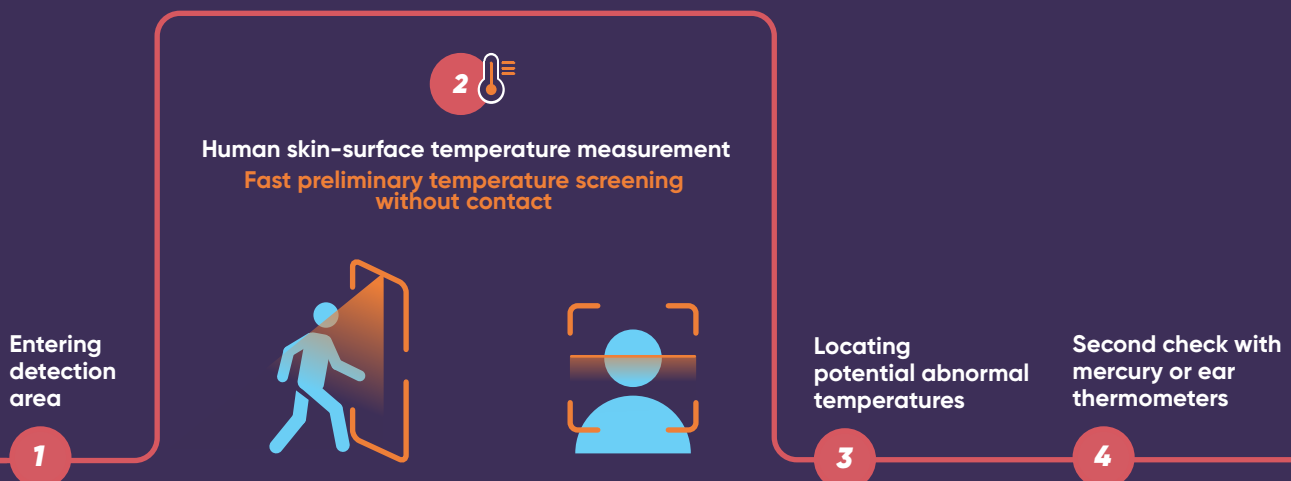 1
Entering
detection
area
2
Human skin-surface temperature measurement
Fast preliminary temperature screening
without contact
3
Locating
potential abnormal
temperatures
4
Second check with
mercury or ear
thermometers